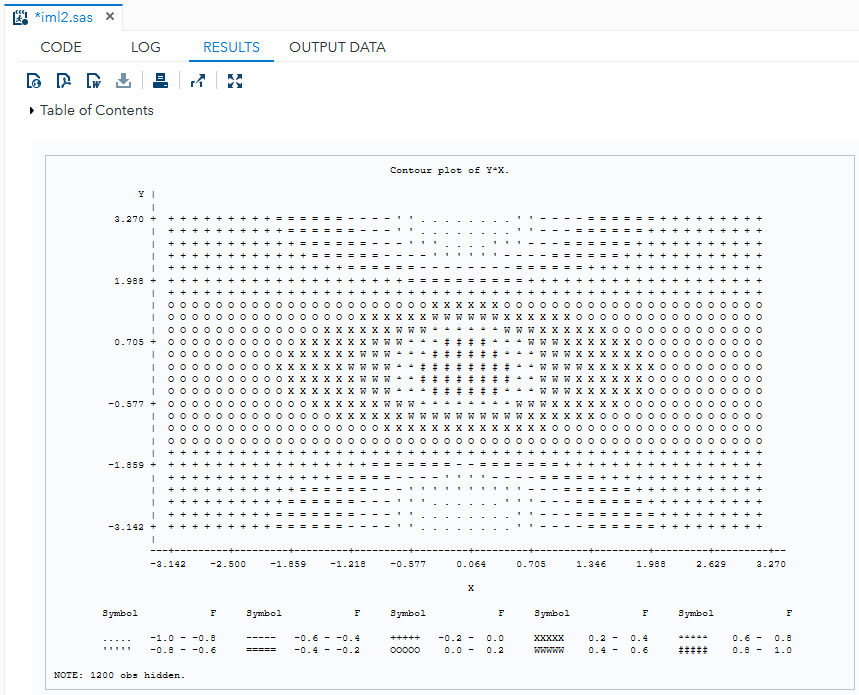 *iml2.sas ×
CODE LOG RESULTS OUTPUT DATA
Table of Contents
Contour plot of Y*X.
Y
3.270
1.988
0.705
-0.577
-1.859
-3.142
-3.142 -2.500 -1.859 -1.218 -0.577 0.064 0.705 1.346 1.988 2.629 3.270
X
Symbol F Symbol F Symbol F Symbol F Symbol F
..... -1.0 - -0.8 ----- -0.6 - -0.4 +++++ -0.2 - 0.0 XXXXX 0.2 - 0.4 ***** 0.6 - 0.8
''''' -0.8 - -0.6 ===== -0.4 - -0.2 OOOOO 0.0 - 0.2 WWWWW 0.4 - 0.6 ##### 0.8 - 1.0
NOTE: 1200 obs hidden.